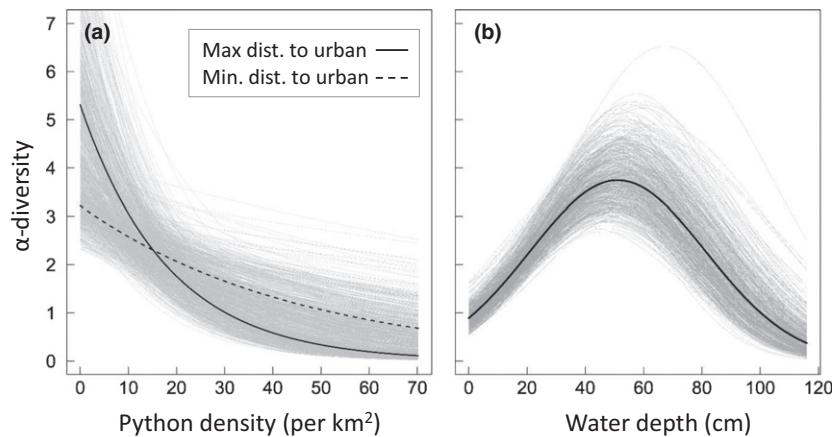 (a)
Max dist. to urban
Min. dist. to urban
(b)
α-diversity
7
6
5
4
3
2
1
0
0 10 20 30 40 50 60 70
0 20 40 60 80 100 120
Python density (per km²)
Water depth (cm)